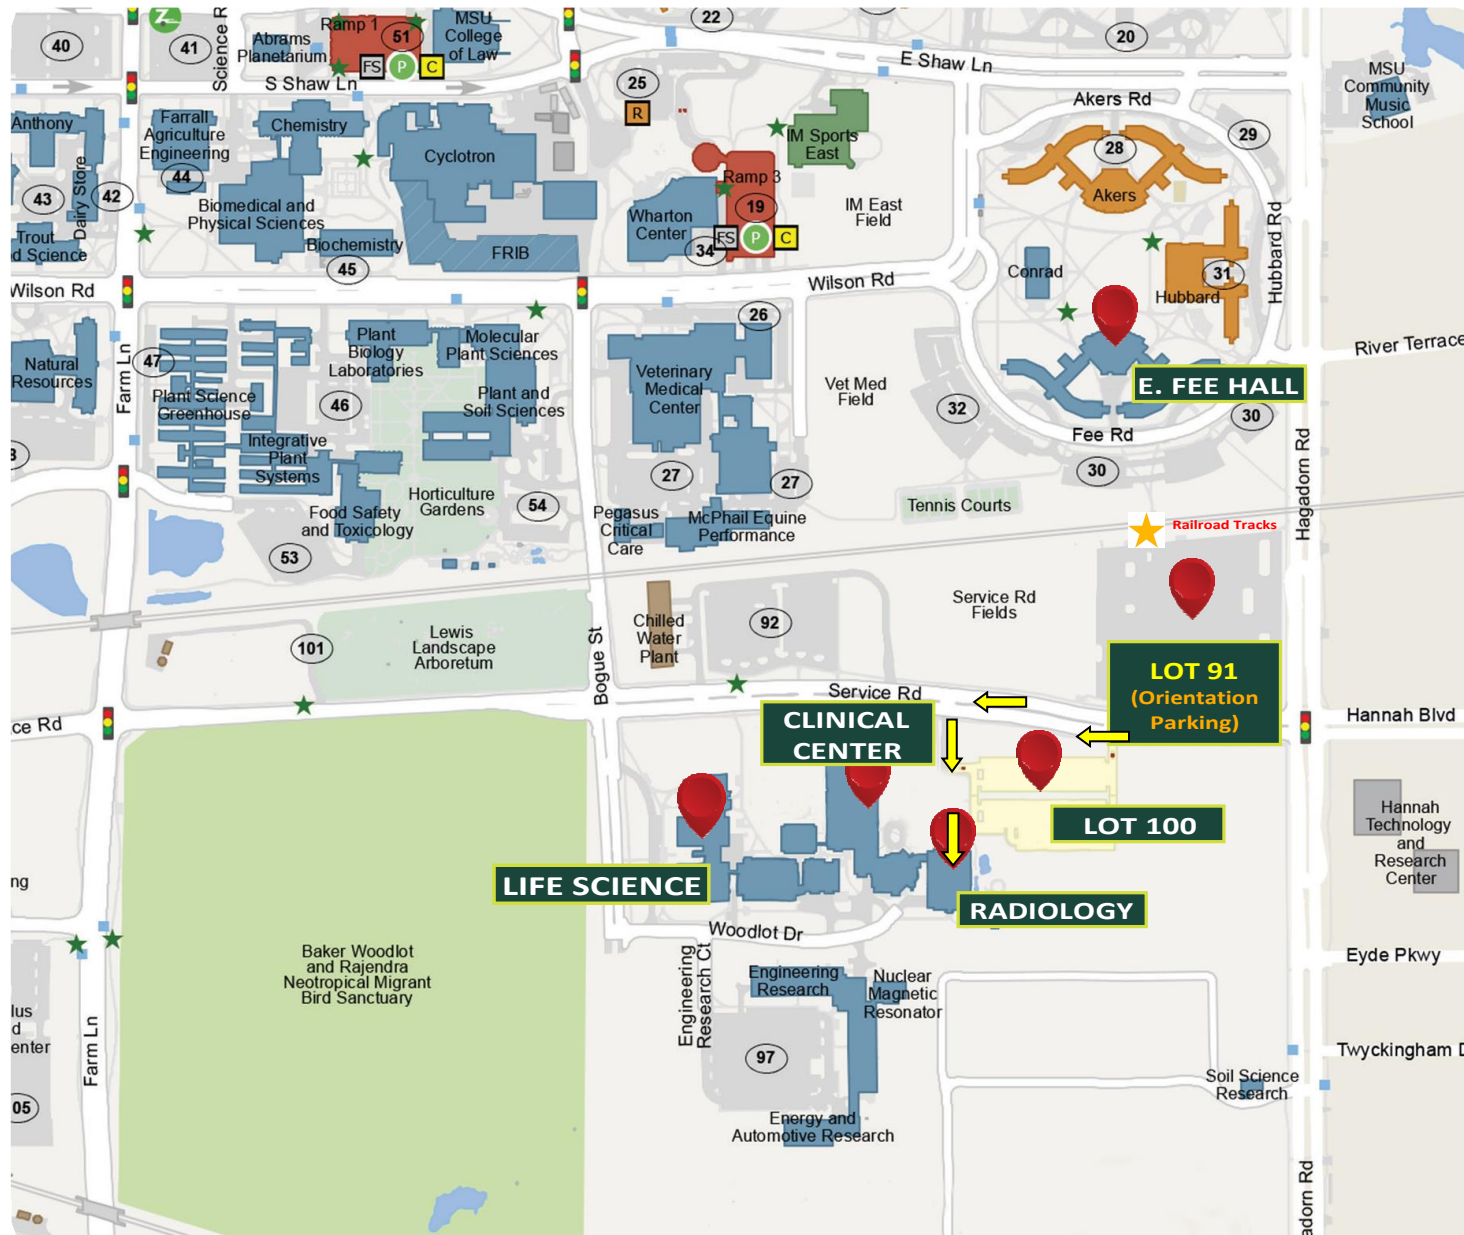 40
41
Science R
Abrams
Planetarium
Ramp 1
51
MSU
College
of Law
22
20
FS
P
C
S Shaw Ln
E Shaw Ln
25
R
MSU
Community
Music
School
Akers Rd
28
29
Akers
Anthony
Farrall
Agriculture
Engineering
44
Chemistry
Cyclotron
IM Sports
East
Ramp 3
19
43
Dairy Store
42
Biomedical and
Physical Sciences
Biochemistry
45
FRIB
Wharton
Center
34
FS
P
C
IM East
Field
Trout
d Science
Conrad
Hubbard
31
Hubbard Rd
Wilson Rd
Wilson Rd
River Terrace
Natural
Resources
Farm Ln
47
Plant Science
Greenhouse
Plant
Biology
Laboratories
Molecular
Plant Sciences
Plant and
Soil Sciences
46
Integrative
Plant
Systems
Horticulture
Gardens
Food Safety
and Toxicology
53
54
26
Veterinary
Medical
Center
Vet Med
Field
32
E. FEE HALL
Fee Rd
30
30
27
27
Pegasus
Critical
Care
McPhail Equine
Performance
Tennis Courts
Railroad Tracks
Hagadorn Rd
101
Lewis
Landscape
Arboretum
Bogue St
Chilled
Water
Plant
92
Service Rd
Fields
LOT 91
(Orientation
Parking)
Service Rd
ce Rd
Hannah Blvd
CLINICAL
CENTER
LOT 100
Hannah
Technology
and
Research
Center
LIFE SCIENCE
RADIOLOGY
ng
Woodlot Dr
Baker Woodlot
and Rajendra
Neotropical Migrant
Bird Sanctuary
Eyde Pkwy
Engineering
Research Ct
Engineering
Research
Nuclear
Magnetic
Resonator
lus
d
enter
Farm Ln
97
Twyckingham D
Soil Science
Research
05
Energy and
Automotive Research
adorn Rd